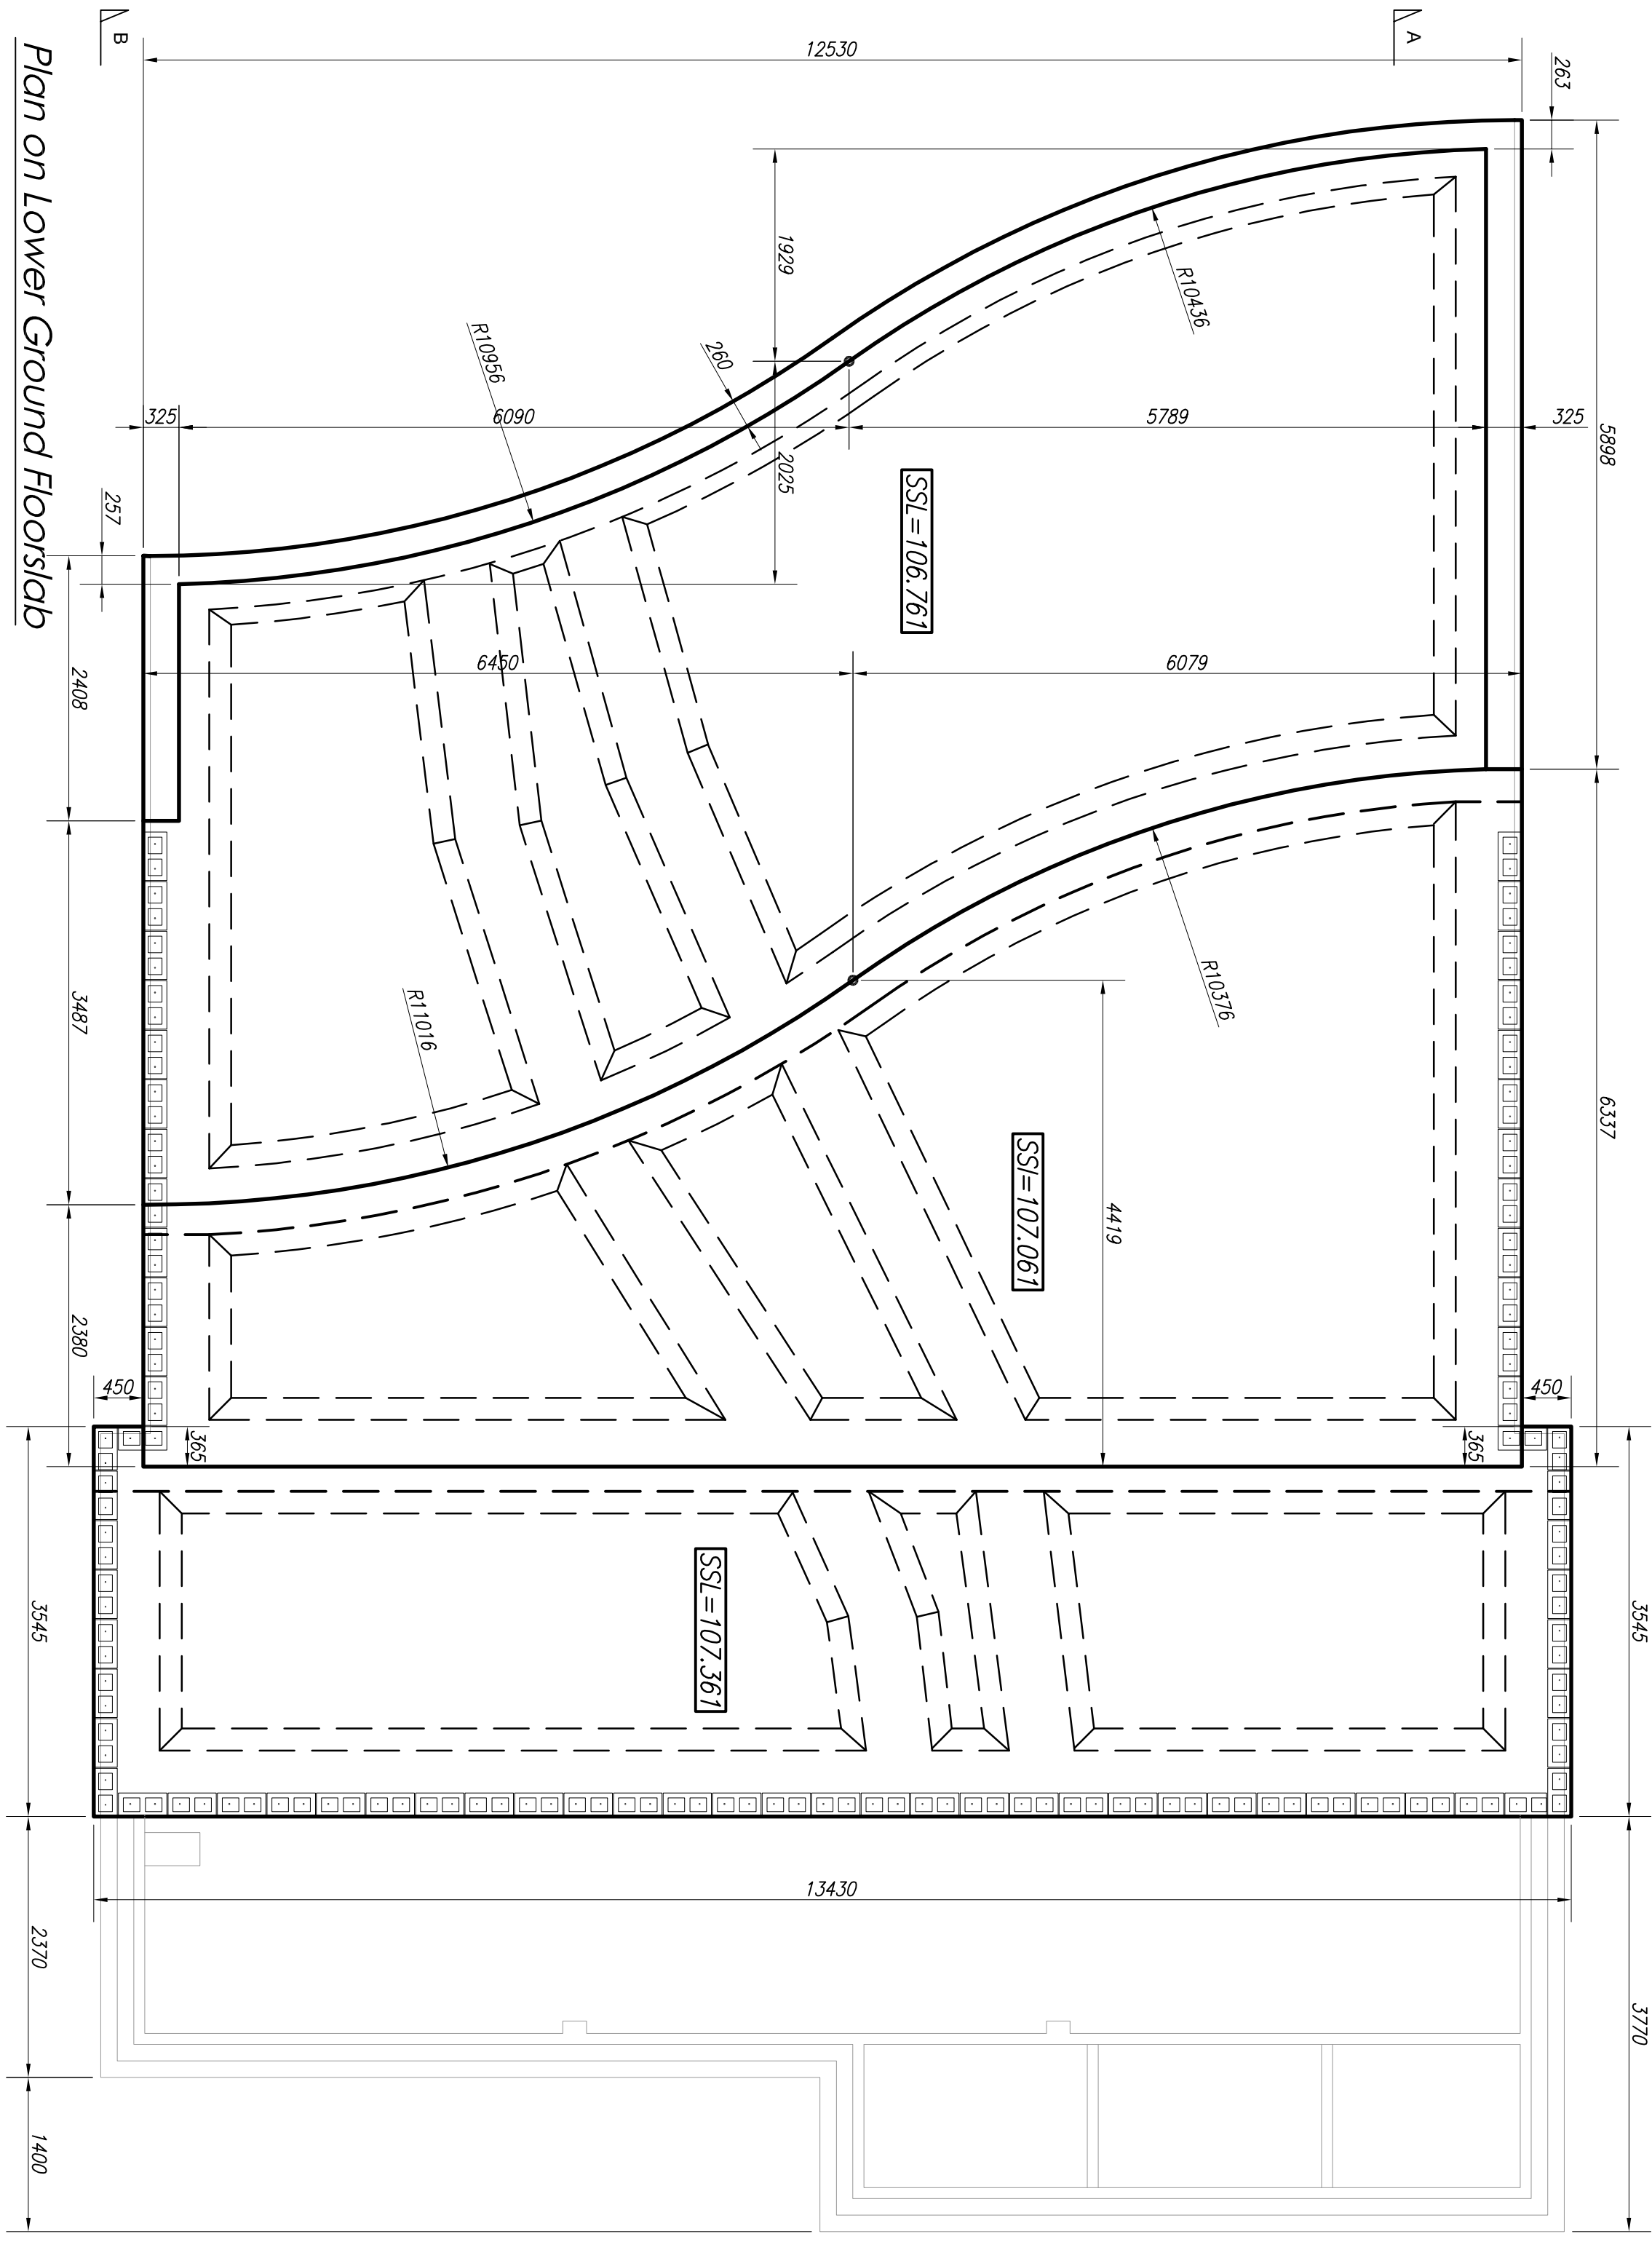 B
A
12530
263
5898
1929
R10436
R10956
260
325
6090
5789
325
2025
257
SSL=106.761
2408
6450
6079
3487
R11016
R10376
6337
SSl=107.061
4419
2380
450
450
365
365
3545
3545
SSL=107.361
13430
2370
3770
1400
Plan on Lower Ground Floorslab